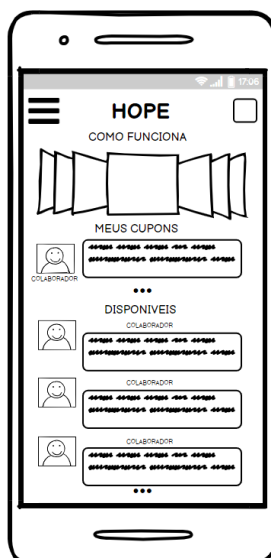 17:06
HOPE
COMO FUNCIONA
MEUS CUPONS
COLABORADOR
•••
DISPONIVEIS
COLABORADOR
COLABORADOR
COLABORADOR
•••